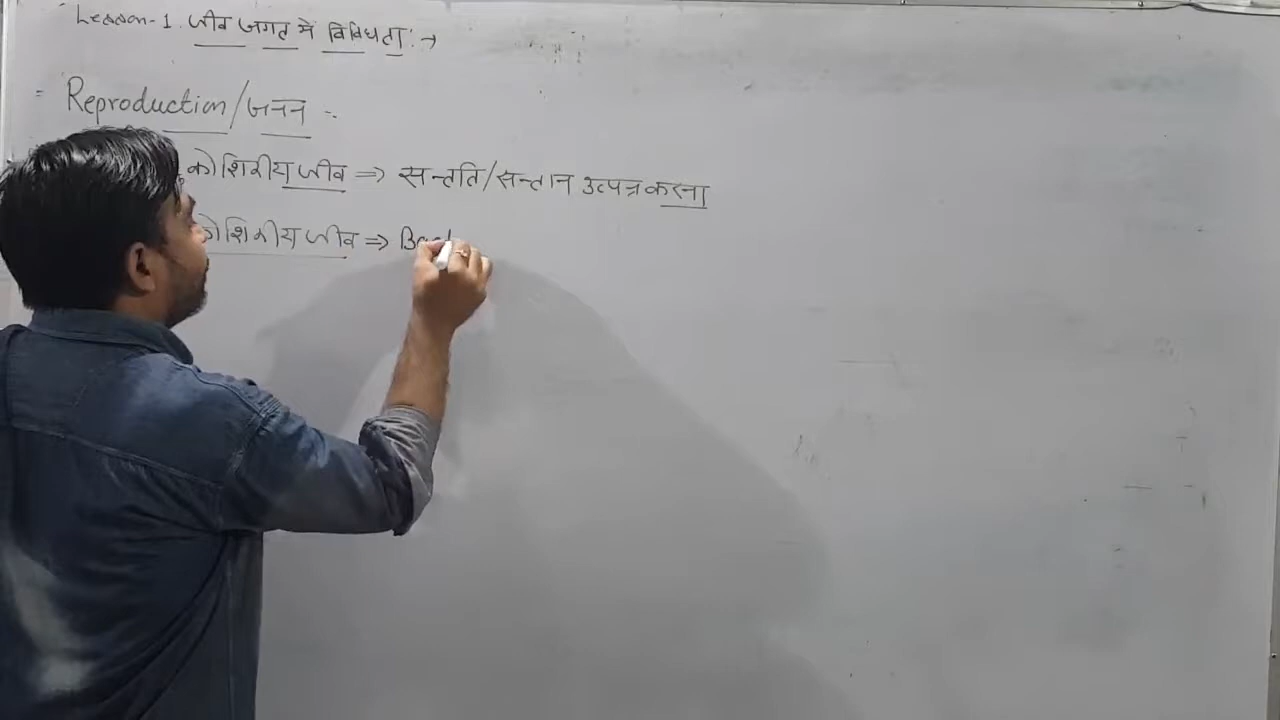 Lesson-1. जीव जगत में विविधता :→
= Reproduction/जनन :-
कोशिकीय जीव ⇒ सन्तति/सन्तान उत्पन्न करना
कोशिकीय जीव ⇒